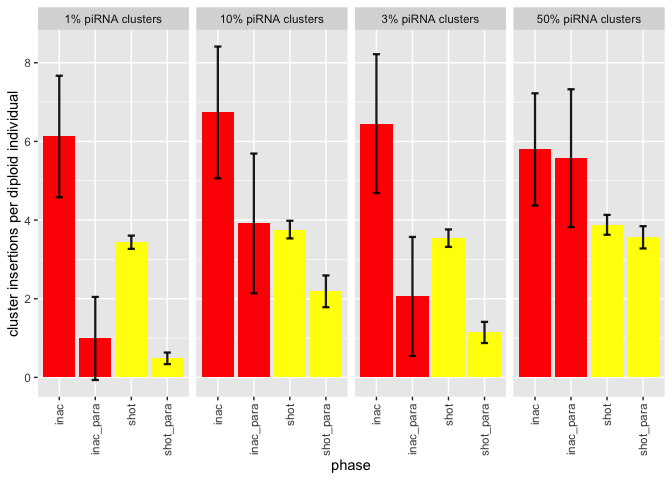 1% piRNA clusters
10% piRNA clusters
3% piRNA clusters
50% piRNA clusters
cluster insertions per diploid individual
8
6
4
2
0
inac
inac_para
shot
shot_para
inac
inac_para
shot
shot_para
inac
inac_para
shot
shot_para
inac
inac_para
shot
shot_para
phase